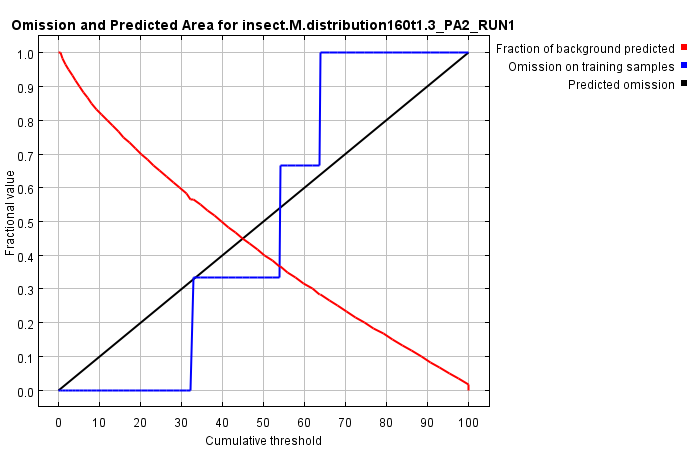 Omission and Predicted Area for insect.M.distribution160t1.3_PA2_RUN1
Fraction of background predicted
Omission on training samples
Predicted omission
1.0
0.9
0.8
0.7
0.6
0.5
0.4
0.3
0.2
0.1
0.0
Fractional value
0 10 20 30 40 50 60 70 80 90 100
Cumulative threshold